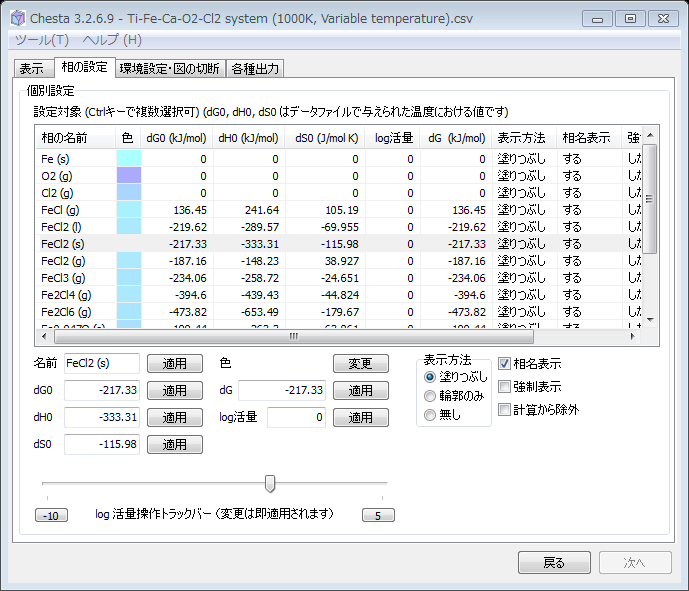 Chesta 3.2.6.9 - Ti-Fe-Ca-O2-Cl2 system (1000K, Variable temperature).csv
ツール(T) ヘルプ (H)
表示 相の設定 環境設定・図の切断 各種出力
個別設定
設定対象 (Ctrlキーで複数選択可) (dG0, dH0, dS0 はデータファイルで与えられた温度における値です)
相の名前 色 dG0 (kJ/mol) dH0 (kJ/mol) dS0 (J/mol K) log活量 dG (kJ/mol) 表示方法 相名表示 強
Fe (s) 0 0 0 0 0 塗りつぶし する した
O2 (g) 0 0 0 0 0 塗りつぶし する した
Cl2 (g) 0 0 0 0 0 塗りつぶし する した
FeCl (g) 136.45 241.64 105.19 0 136.45 塗りつぶし する した
FeCl2 (l) -219.62 -289.57 -69.955 0 -219.62 塗りつぶし する した
FeCl2 (s) -217.33 -333.31 -115.98 0 -217.33 塗りつぶし する した
FeCl2 (g) -187.16 -148.23 38.927 0 -187.16 塗りつぶし する した
FeCl3 (g) -234.06 -258.72 -24.651 0 -234.06 塗りつぶし する した
Fe2Cl4 (g) -394.6 -439.43 -44.824 0 -394.6 塗りつぶし する した
Fe2Cl6 (g) -473.82 -653.49 -179.67 0 -473.82 塗りつぶし する した
名前 FeCl2 (s) 適用 色 変更 表示方法 相名表示
dG0 -217.33 適用 dG -217.33 適用 塗りつぶし 強制表示
dH0 -333.31 適用 log活量 0 適用 輪郭のみ 計算から除外
dS0 -115.98 適用 無し
-10 log 活量操作トラックバー (変更は即適用されます) 5
戻る 次へ